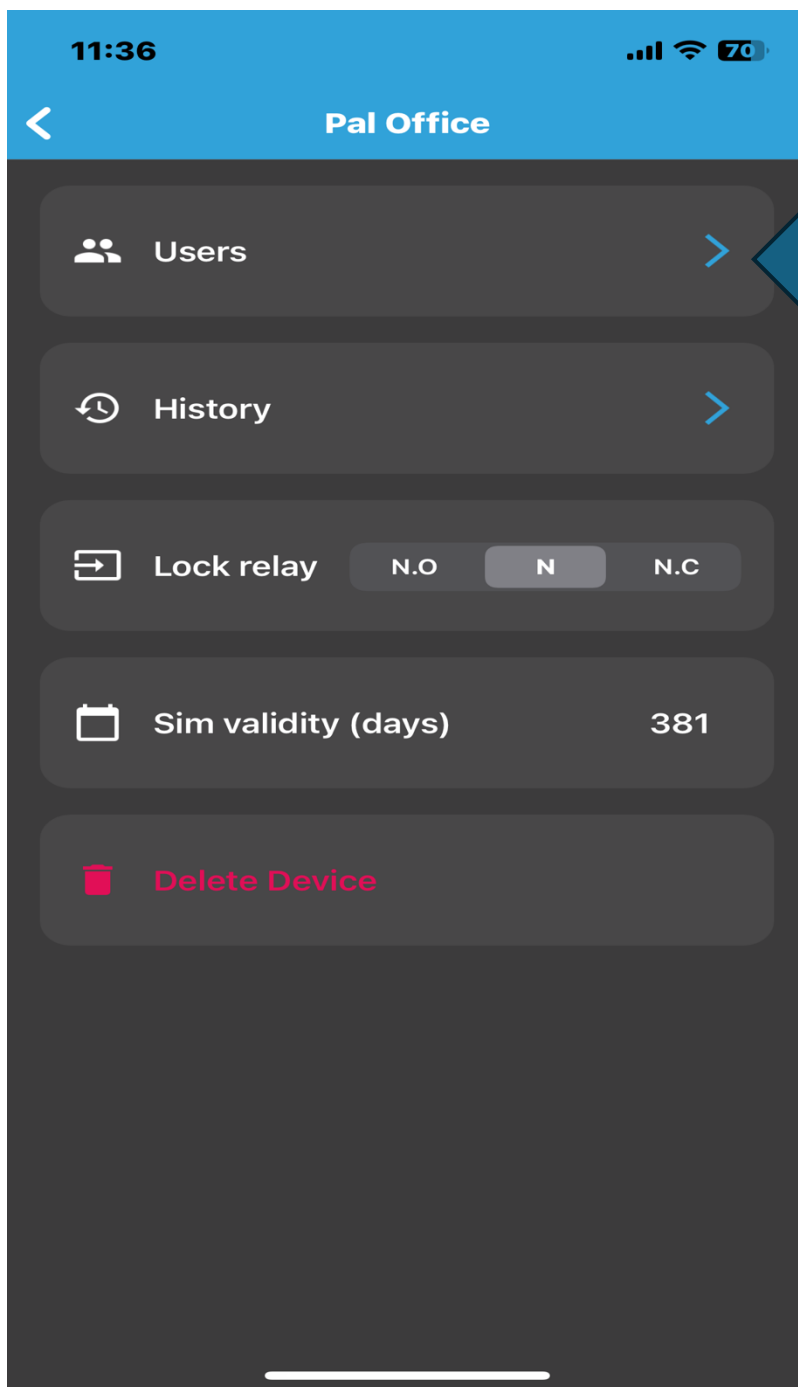 11:36 70
Pal Office
Users
History
Lock relay N.O N N.C
Sim validity (days) 381
Delete Device